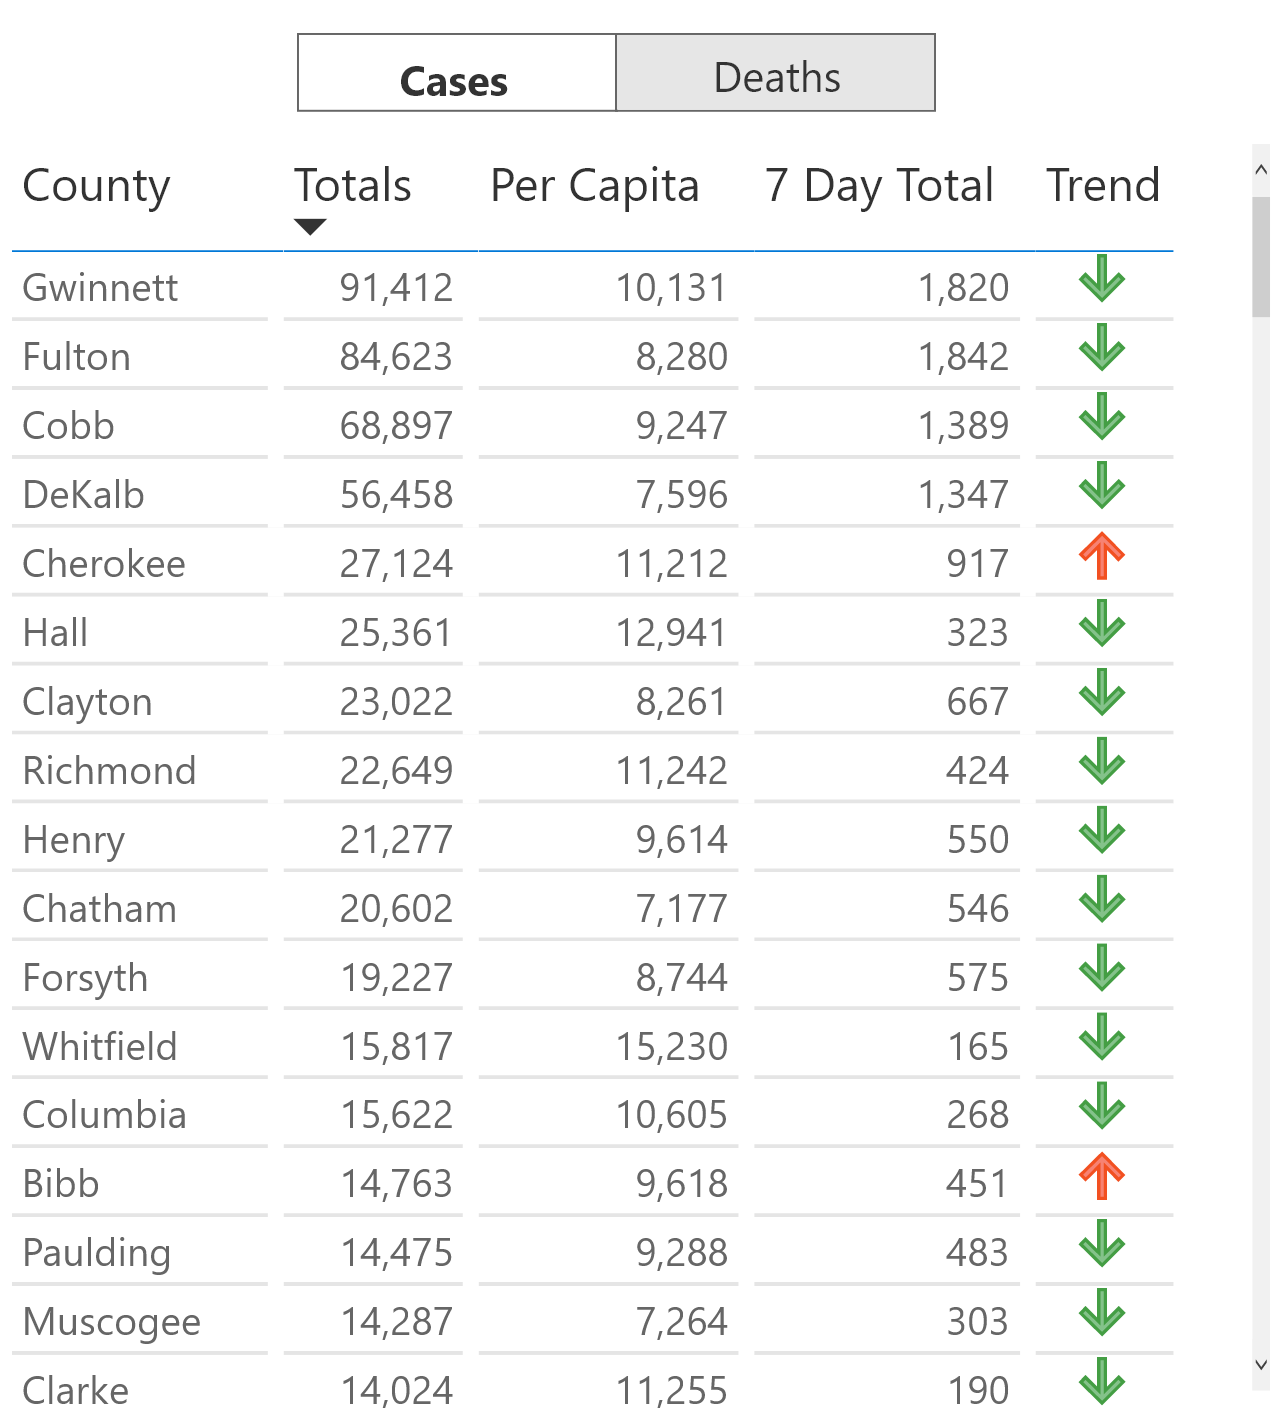 Cases Deaths
County Totals Per Capita 7 Day Total Trend
Gwinnett 91,412 10,131 1,820
Fulton 84,623 8,280 1,842
Cobb 68,897 9,247 1,389
DeKalb 56,458 7,596 1,347
Cherokee 27,124 11,212 917
Hall 25,361 12,941 323
Clayton 23,022 8,261 667
Richmond 22,649 11,242 424
Henry 21,277 9,614 550
Chatham 20,602 7,177 546
Forsyth 19,227 8,744 575
Whitfield 15,817 15,230 165
Columbia 15,622 10,605 268
Bibb 14,763 9,618 451
Paulding 14,475 9,288 483
Muscogee 14,287 7,264 303
Clarke 14,024 11,255 190